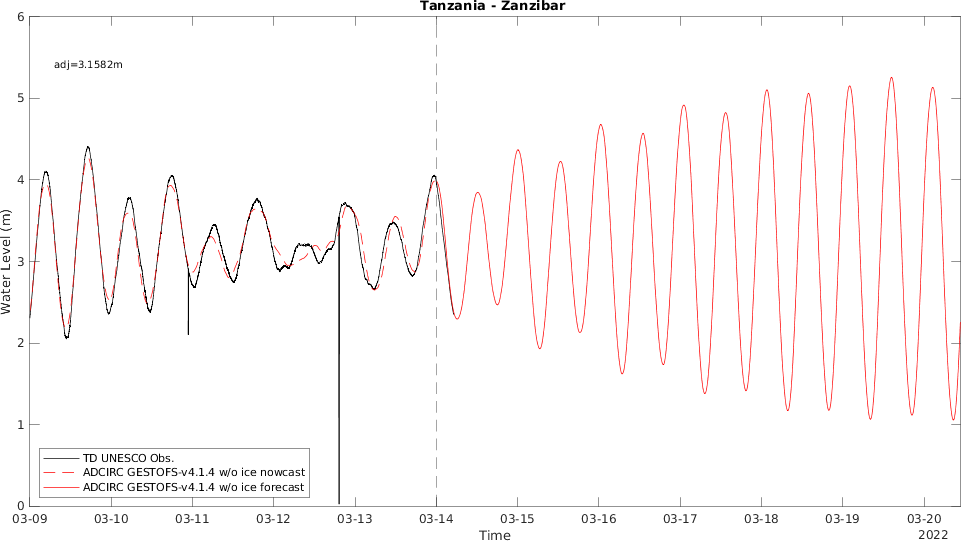 Tanzania - Zanzibar
adj=3.1582m
Water Level (m)
6
5
4
3
2
1
0
TD UNESCO Obs.
ADCIRC GESTOFS-v4.1.4 w/o ice nowcast
ADCIRC GESTOFS-v4.1.4 w/o ice forecast
03-09 03-10 03-11 03-12 03-13 03-14 03-15 03-16 03-17 03-18 03-19 03-20
Time
2022